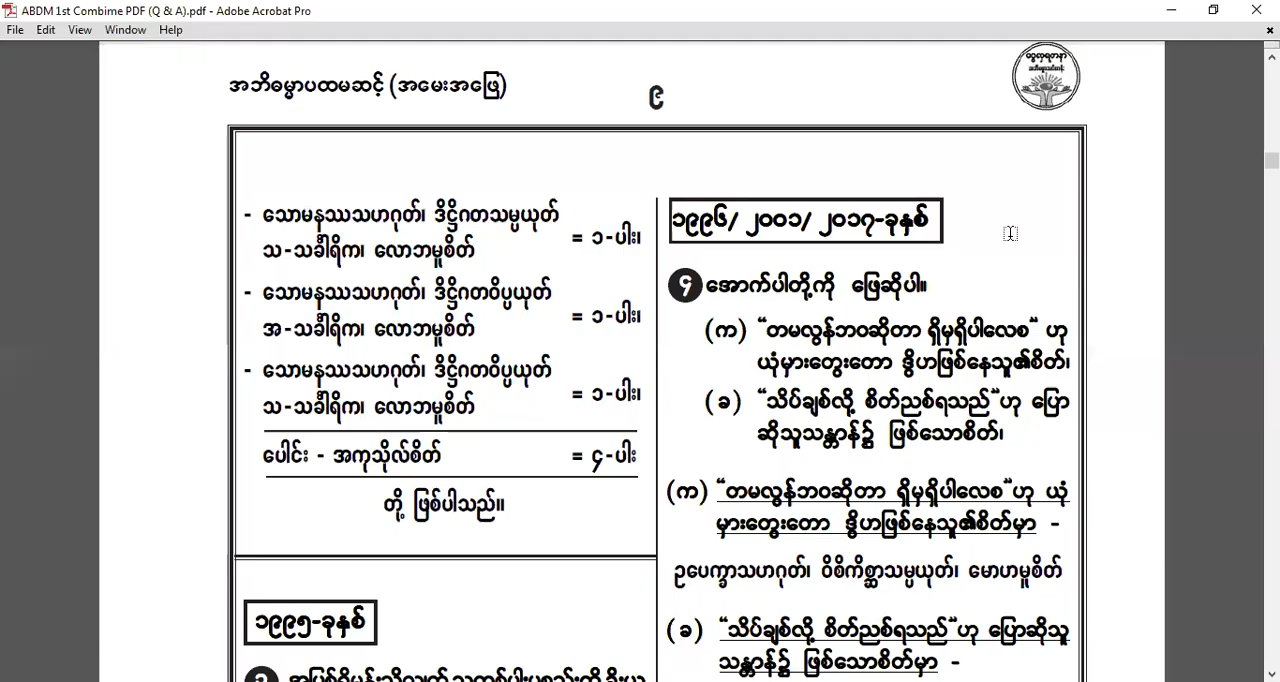 ABDM 1st Combime PDF (Q & A).pdf - Adobe Acrobat Pro
File Edit View Window Help
အဘိဓမ္မာပထမဆင့် (အမေးအဖြေ)
၉
- သောမနဿသဟဂုတ်၊ ဒိဋ္ဌိဂတသမ္ပယုတ်
သ-သင်္ခါရိက၊ လောဘမူစိတ် = ၁-ပါး၊
- သောမနဿသဟဂုတ်၊ ဒိဋ္ဌိဂတဝိပ္ပယုတ်
အ-သင်္ခါရိက၊ လောဘမူစိတ် = ၁-ပါး၊
- သောမနဿသဟဂုတ်၊ ဒိဋ္ဌိဂတဝိပ္ပယုတ်
သ-သင်္ခါရိက၊ လောဘမူစိတ် = ၁-ပါး၊
ပေါင်း - အကုသိုလ်စိတ် = ၄-ပါး
တို့ ဖြစ်ပါသည်။
၁၉၉၅-ခုနှစ်
၁၉၉၆/ ၂၀၀၁/ ၂၀၁၇-ခုနှစ်
၄ အောက်ပါတို့ကို ဖြေဆိုပါ။
(က) “တမလွန်ဘဝဆိုတာ ရှိမှရှိပါလေစ“ ဟု
ယုံမှားတွေးတော ဒွိဟဖြစ်နေသူ၏စိတ်၊
(ခ) “သိပ်ချစ်လို့ စိတ်ညစ်ရသည်“ဟု ပြော
ဆိုသူသန္တာန်၌ ဖြစ်သောစိတ်၊
(က) “တမလွန်ဘဝဆိုတာ ရှိမှရှိပါလေစ“ဟု ယုံ
မှားတွေးတော ဒွိဟဖြစ်နေသူ၏စိတ်မှာ -
ဥပေက္ခာသဟဂုတ်၊ ဝိစိကိစ္ဆာသမ္ပယုတ်၊ မောဟမူစိတ်
(ခ) “သိပ်ချစ်လို့ စိတ်ညစ်ရသည်“ဟု ပြောဆိုသူ
သန္တာန်၌ ဖြစ်သောစိတ်မှာ -